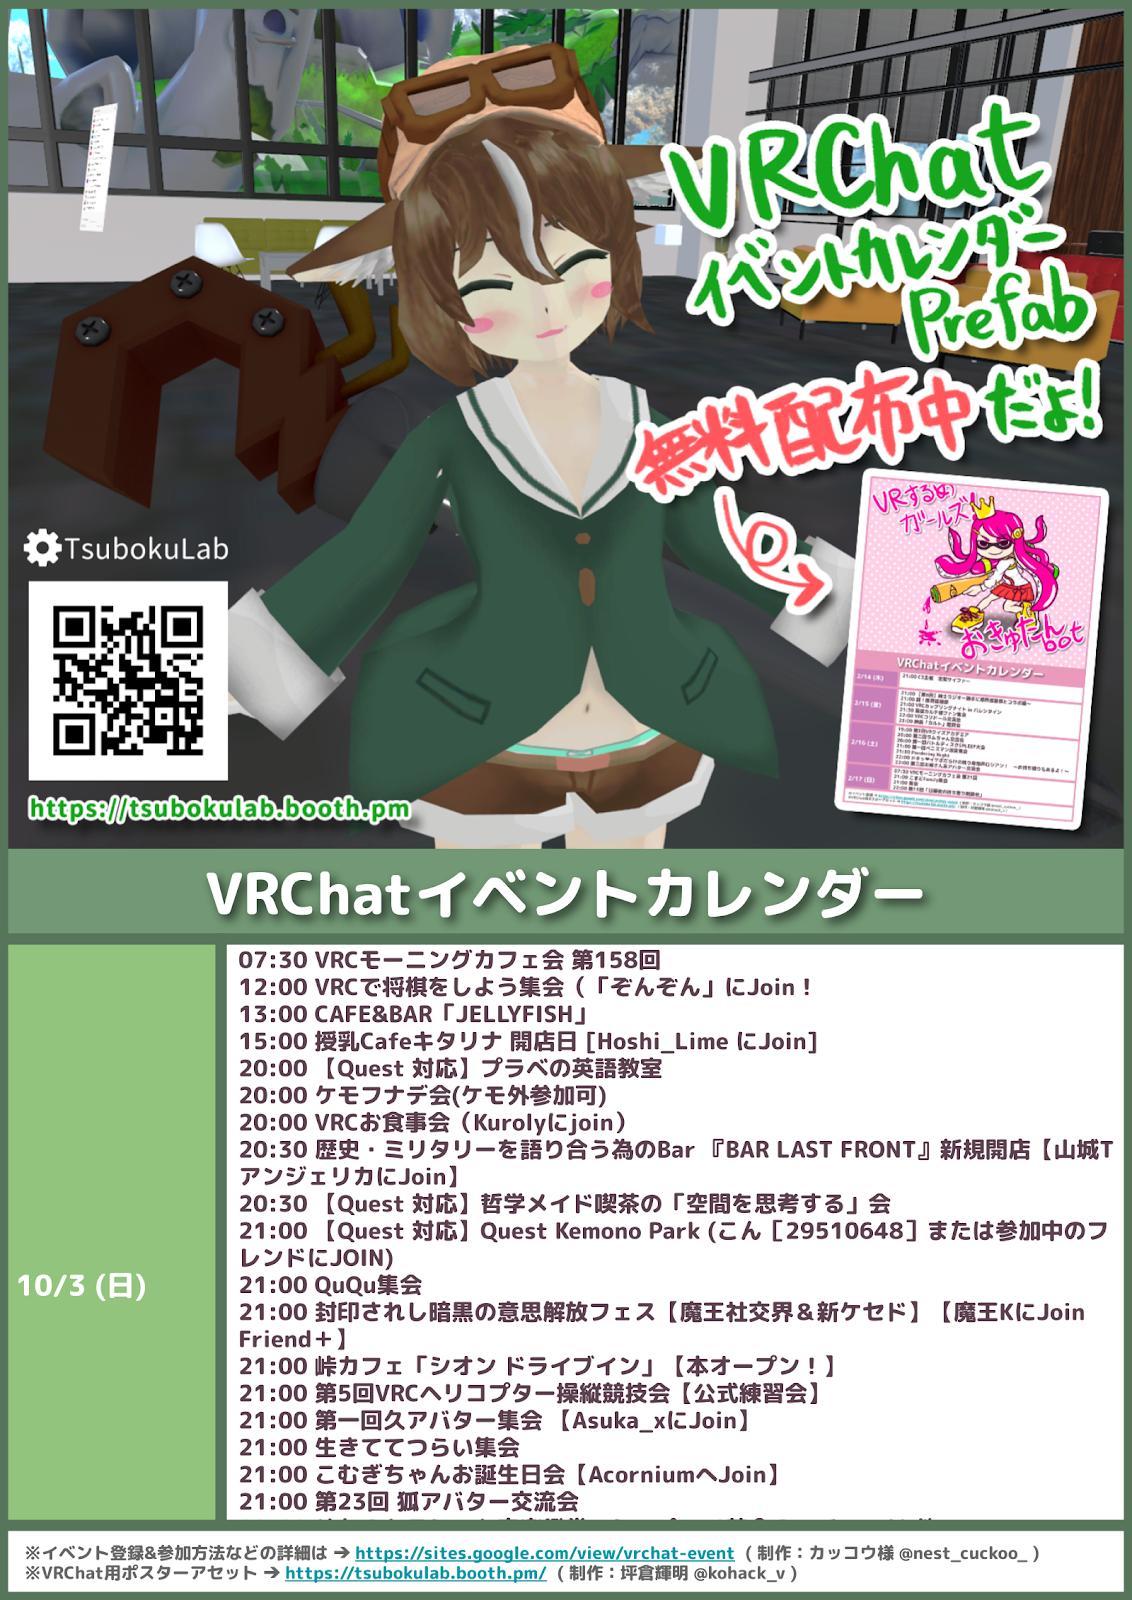 VRChat
イベントカレンダー
Prefab
無料配布中だよ!
TsubokuLab
https://tsubokulab.booth.pm
VRするめ
ガールズ
おきゅたん
bot
VRChatイベントカレンダー
2/14 (木)
2/15 (金)
2/16 (土)
2/17 (日)
VRChatイベントカレンダー
10/3 (日)
07:30 VRCモーニングカフェ会 第158回
12:00 VRCで将棋をしよう集会（「ぞんぞん」にJoin！
13:00 CAFE&BAR「JELLYFISH」
15:00 授乳Cafeキタリナ 開店日 [Hoshi_Lime にJoin]
20:00 【Quest 対応】プラベの英語教室
20:00 ケモフナデ会(ケモ外参加可)
20:00 VRCお食事会（Kurolyにjoin）
20:30 歴史・ミリタリーを語り合う為のBar 『BAR LAST FRONT』新規開店【山城T
アンジェリカにJoin】
20:30 【Quest 対応】哲学メイド喫茶の「空間を思考する」会
21:00 【Quest 対応】Quest Kemono Park (こん［29510648］または参加中のフ
レンドにJOIN)
21:00 QuQu集会
21:00 封印されし暗黒の意思解放フェス【魔王社交界＆新ケセド】【魔王KにJoin
Friend＋】
21:00 峠カフェ「シオン ドライブイン」【本オープン！】
21:00 第5回VRCヘリコプター操縦競技会【公式練習会】
21:00 第一回久アバター集会 【Asuka_xにJoin】
21:00 生きててつらい集会
21:00 こむぎちゃんお誕生日会【AcorniumへJoin】
21:00 第23回 狐アバター交流会
※イベント登録&参加方法などの詳細は → https://sites.google.com/view/vrchat-event ( 制作：カッコウ様 @nest_cuckoo_ )
※VRChat用ポスターアセット → https://tsubokulab.booth.pm/ ( 制作：坪倉輝明 @kohack_v )